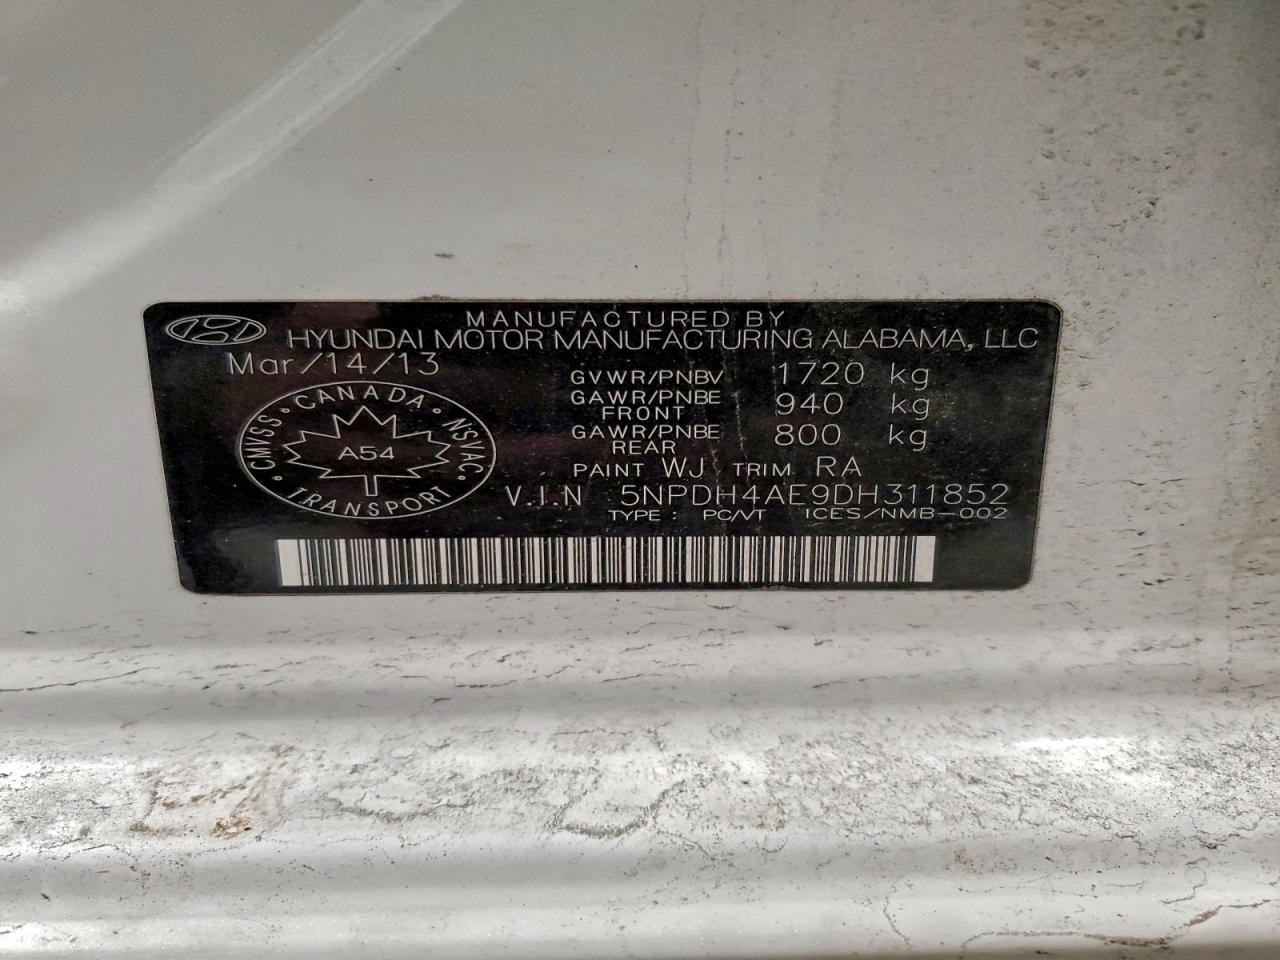 MANUFACTURED BY
HYUNDAI MOTOR MANUFACTURING ALABAMA, LLC
Mar/14/13
GVWR/PNBV 1720 kg
GAWR/PNBE FRONT 940 kg
GAWR/PNBE REAR 800 kg
PAINT WJ TRIM RA
V.I.N 5NPDH4AE9DH311852
TYPE : PC/VT ICES/NMB-002
CMVSS • CANADA • NSVAC • TRANSPORT •
A54